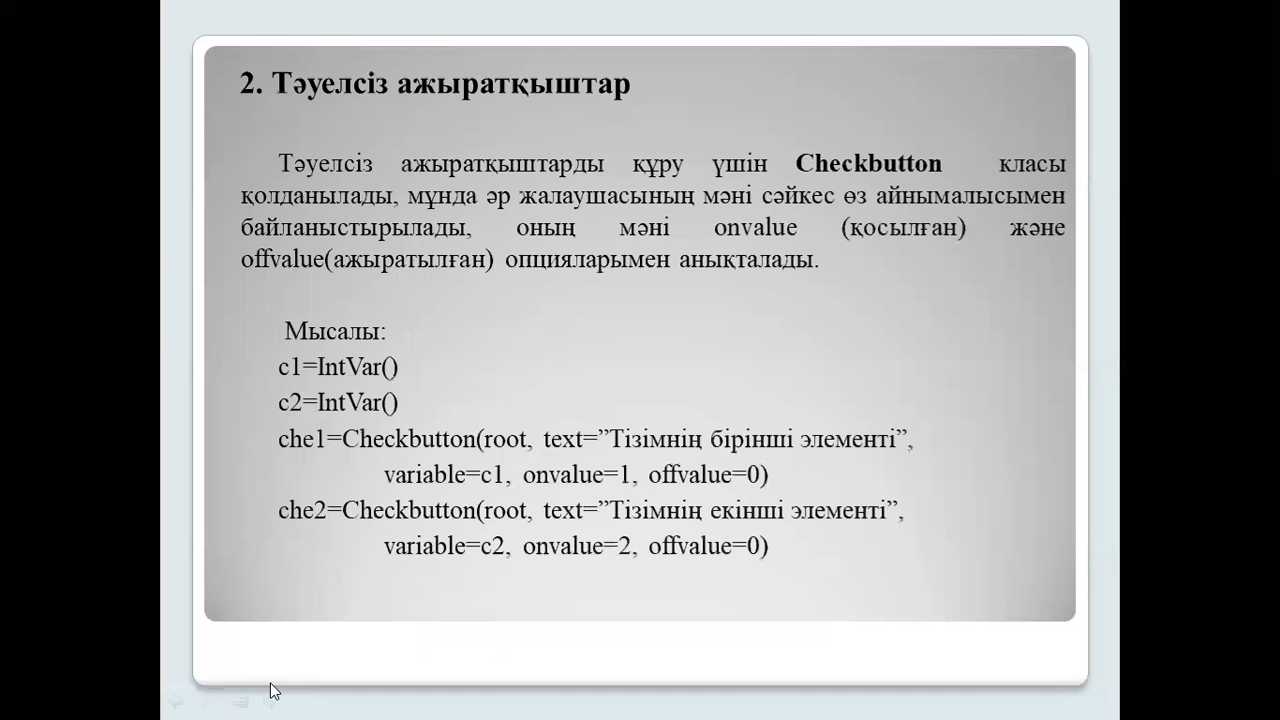 2. Тәуелсіз ажыратқыштар
Тәуелсіз ажыратқыштарды құру үшін Checkbutton класы
қолданылады, мұнда әр жалаушасының мәні сәйкес өз айнымалысымен
байланыстырылады, оның мәні onvalue (қосылған) және
offvalue(ажыратылған) опцияларымен анықталады.
Мысалы:
c1=IntVar()
c2=IntVar()
che1=Checkbutton(root, text=”Тізімнің бірінші элементі”,
variable=c1, onvalue=1, offvalue=0)
che2=Checkbutton(root, text=”Тізімнің екінші элементі”,
variable=c2, onvalue=2, offvalue=0)